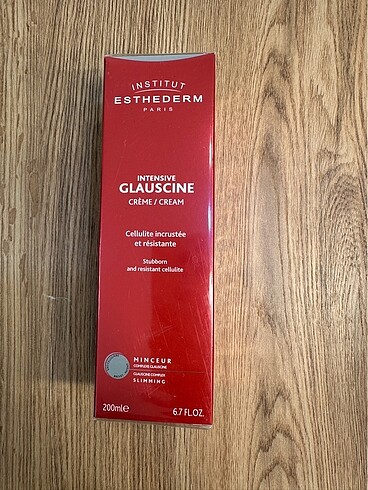 INSTITUT
ESTHEDERM
PARIS
INTENSIVE
GLAUSCINE
CRÈME / CREAM
Cellulite incrustée
et résistante
Stubborn
and resistant cellulite
MINCEUR
COMPLEXE GLAUSCINE
GLAUSCINE COMPLEX
SLIMMING
200ml e
6.7 FL.OZ.